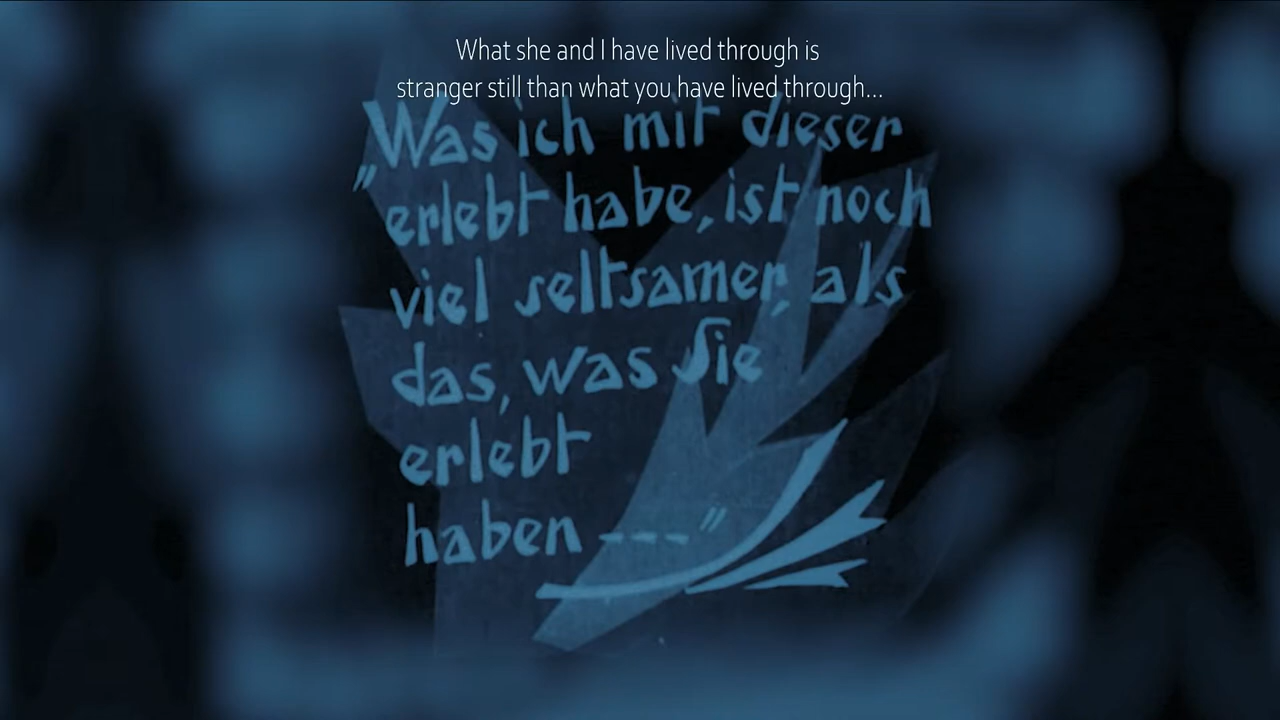 What she and I have lived through is
stranger still than what you have lived through...
„Was ich mit dieser
erlebt habe, ist noch
viel seltsamer, als
das, was Sie
erlebt
haben ---"